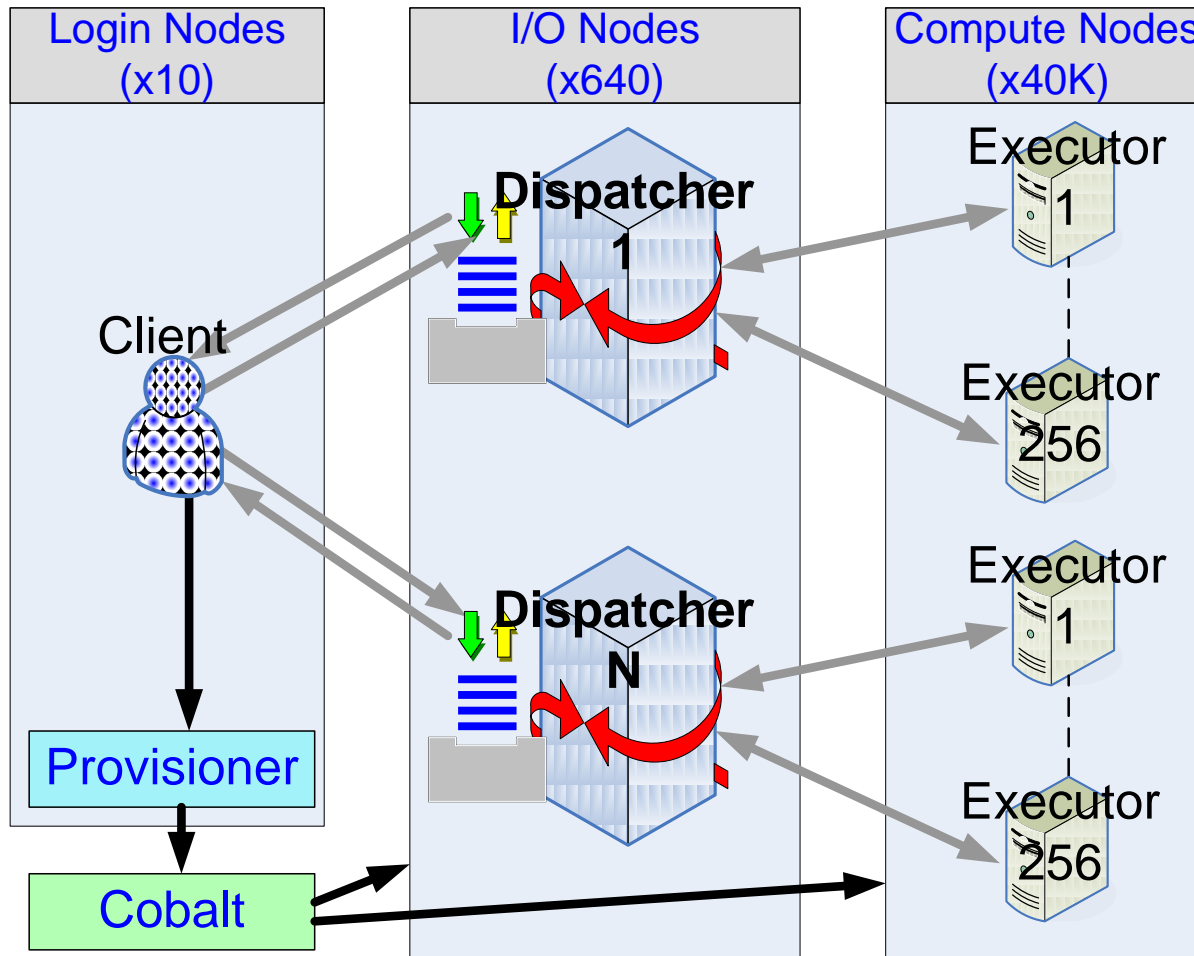 Login Nodes
(x10)
I/O Nodes
(x640)
Compute Nodes
(x40K)
Client
Provisioner
Cobalt
Dispatcher
1
Dispatcher
N
Executor
1
Executor
256
Executor
1
Executor
256